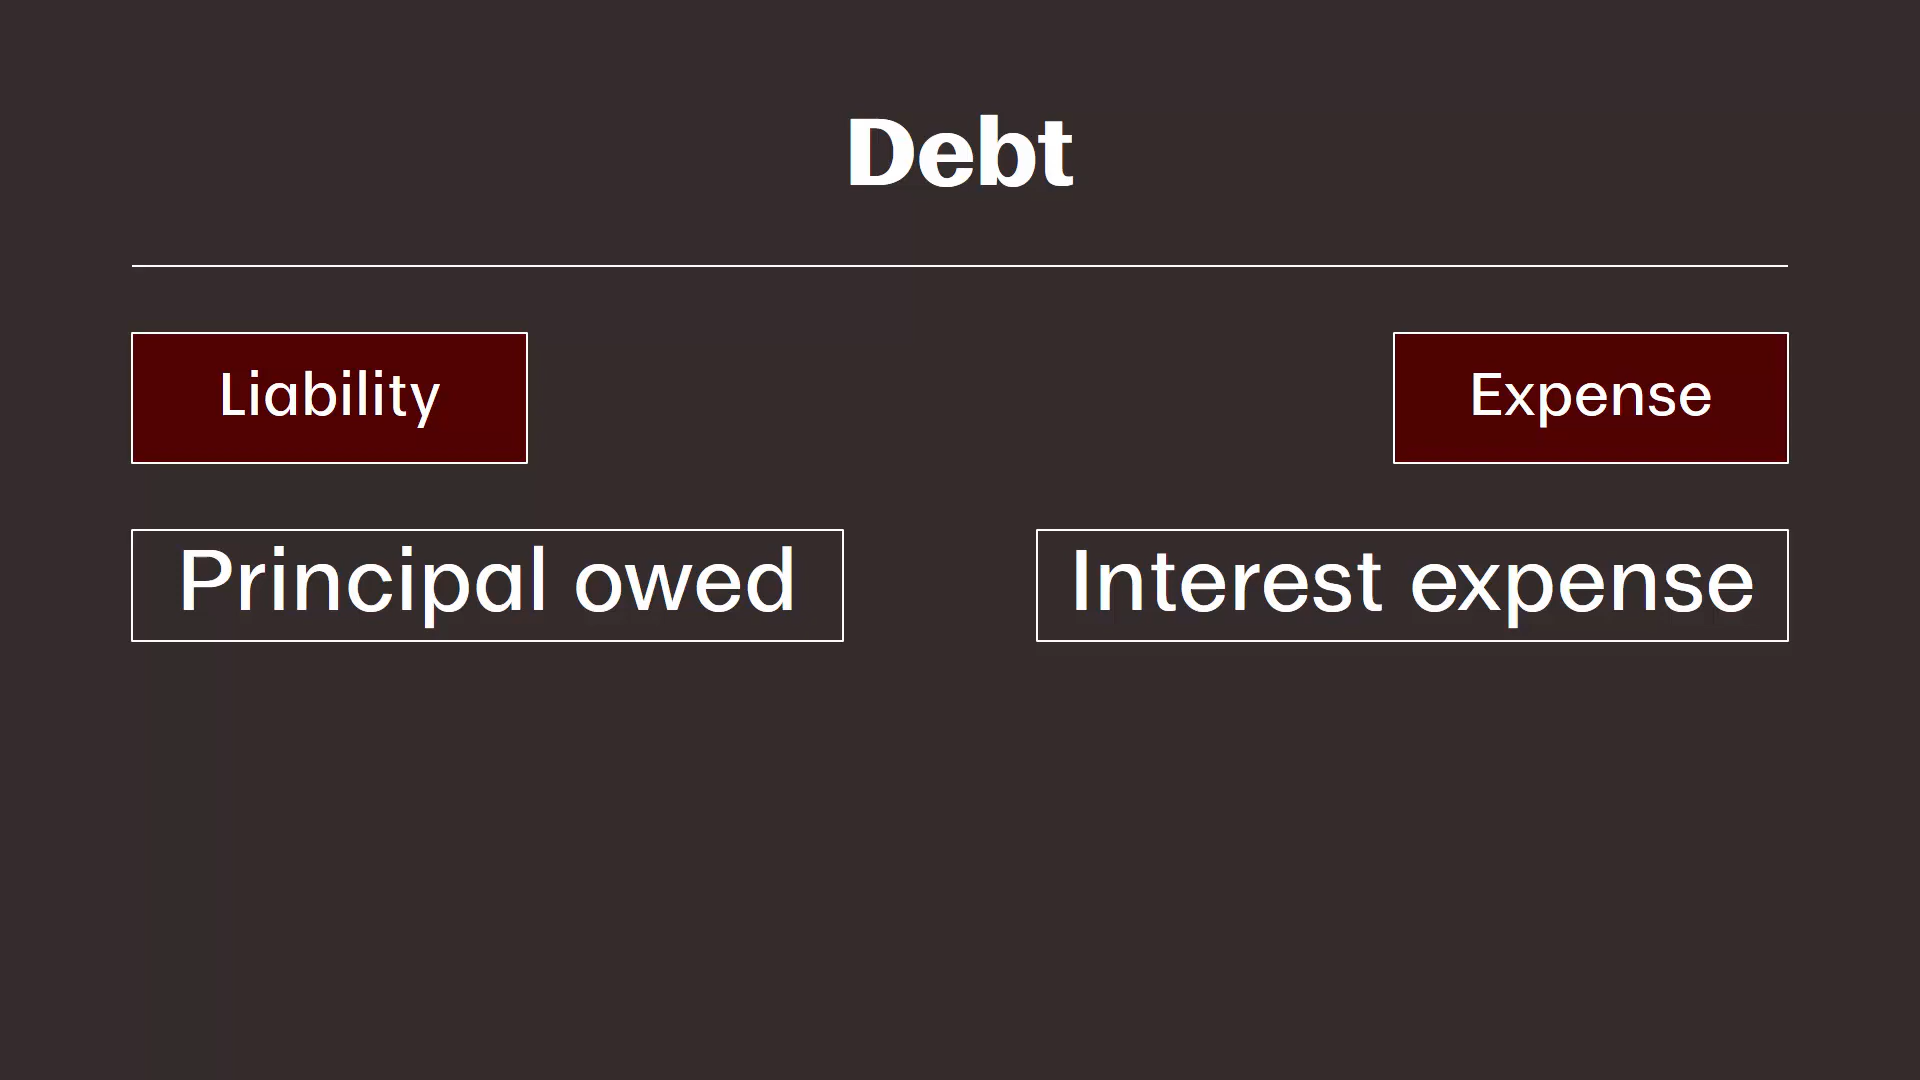 Debt
Liability
Expense
Principal owed
Interest expense